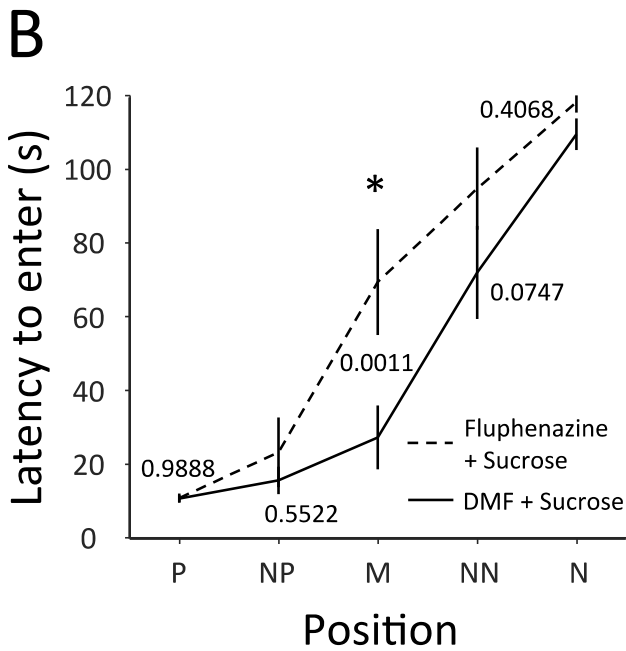 B
Latency to enter (s)
120
100
80
60
40
20
0
0.4068
*
0.0747
0.0011
0.9888
0.5522
Fluphenazine
+ Sucrose
DMF + Sucrose
P NP M NN N
Position